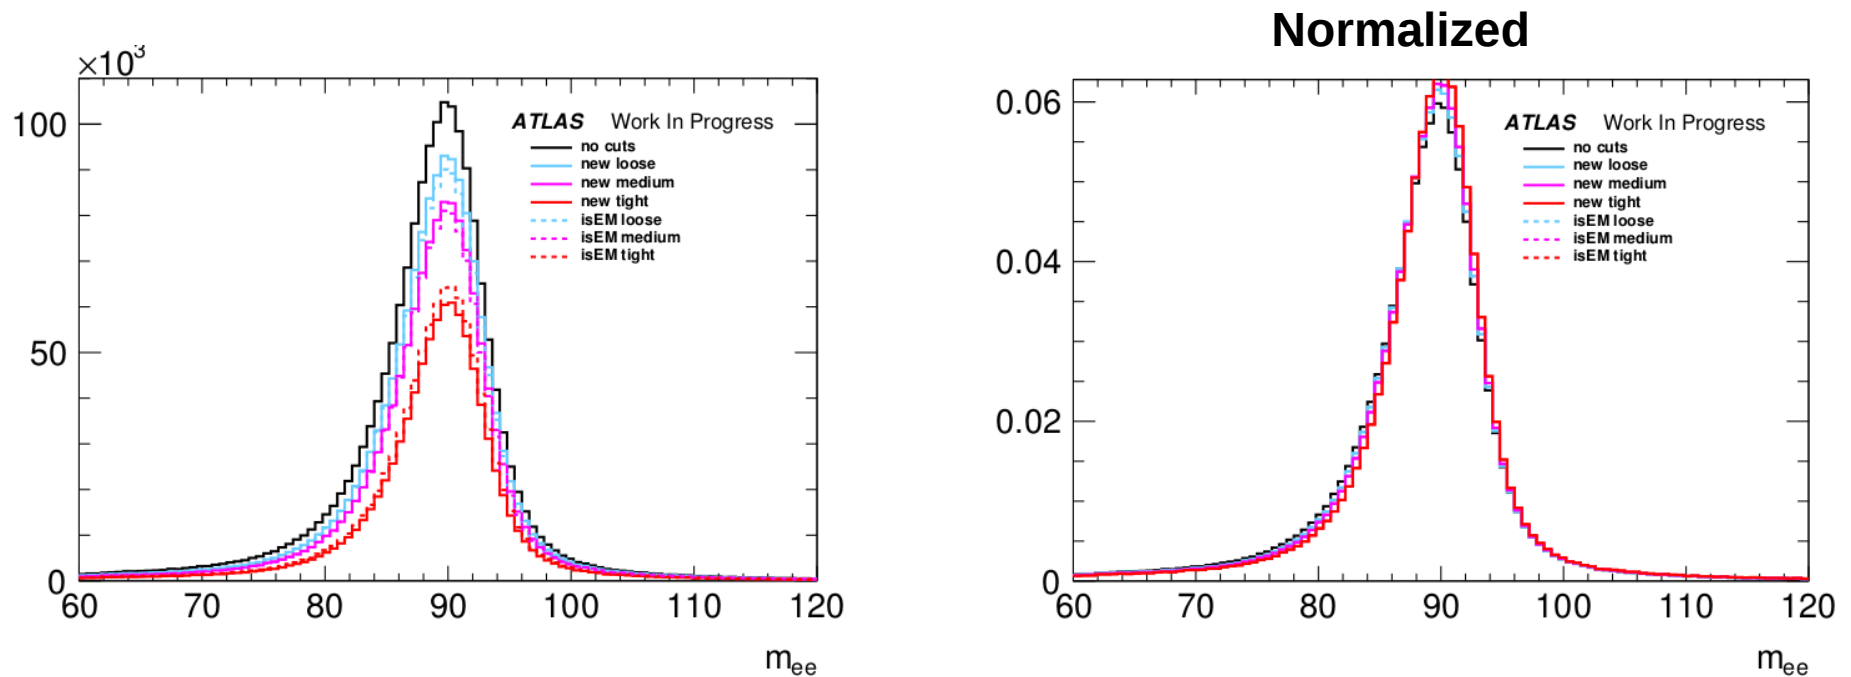 Normalized
×10³
100
50
0
60 70 80 90 100 110 120
m_ee
ATLAS Work In Progress
no cuts
new loose
new medium
new tight
isEM loose
isEM medium
isEM tight
0.06
0.04
0.02
0
60 70 80 90 100 110 120
m_ee
ATLAS Work In Progress
no cuts
new loose
new medium
new tight
isEM loose
isEM medium
isEM tight